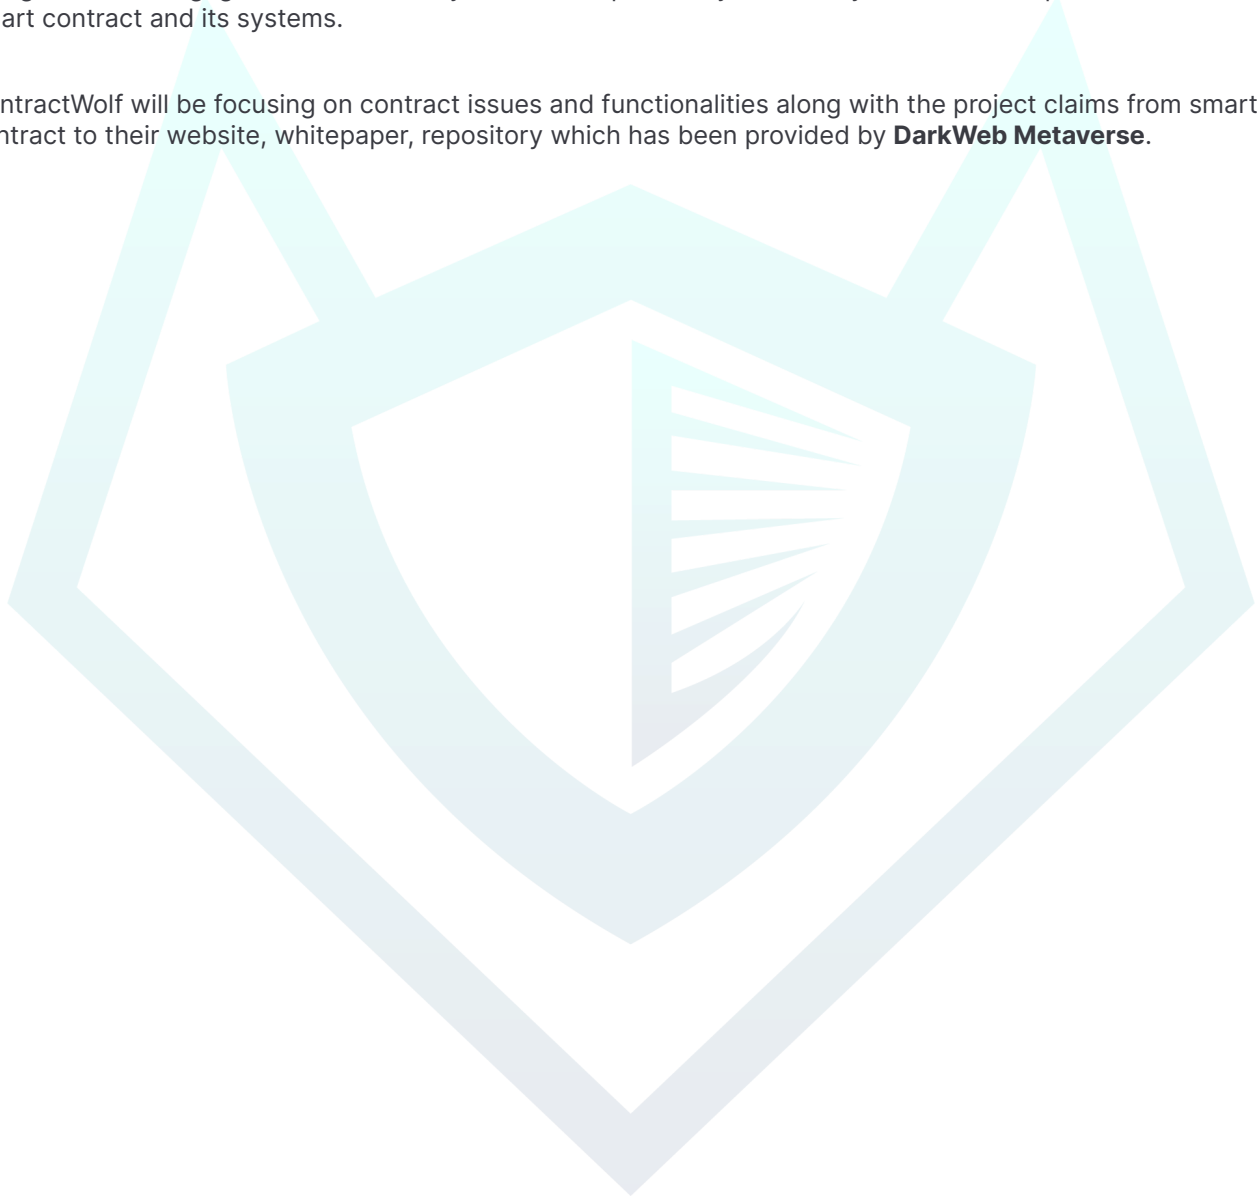 art contract and its systems.
ntractWolf will be focusing on contract issues and functionalities along with the project claims from smart
ntract to their website, whitepaper, repository which has been provided by DarkWeb Metaverse.